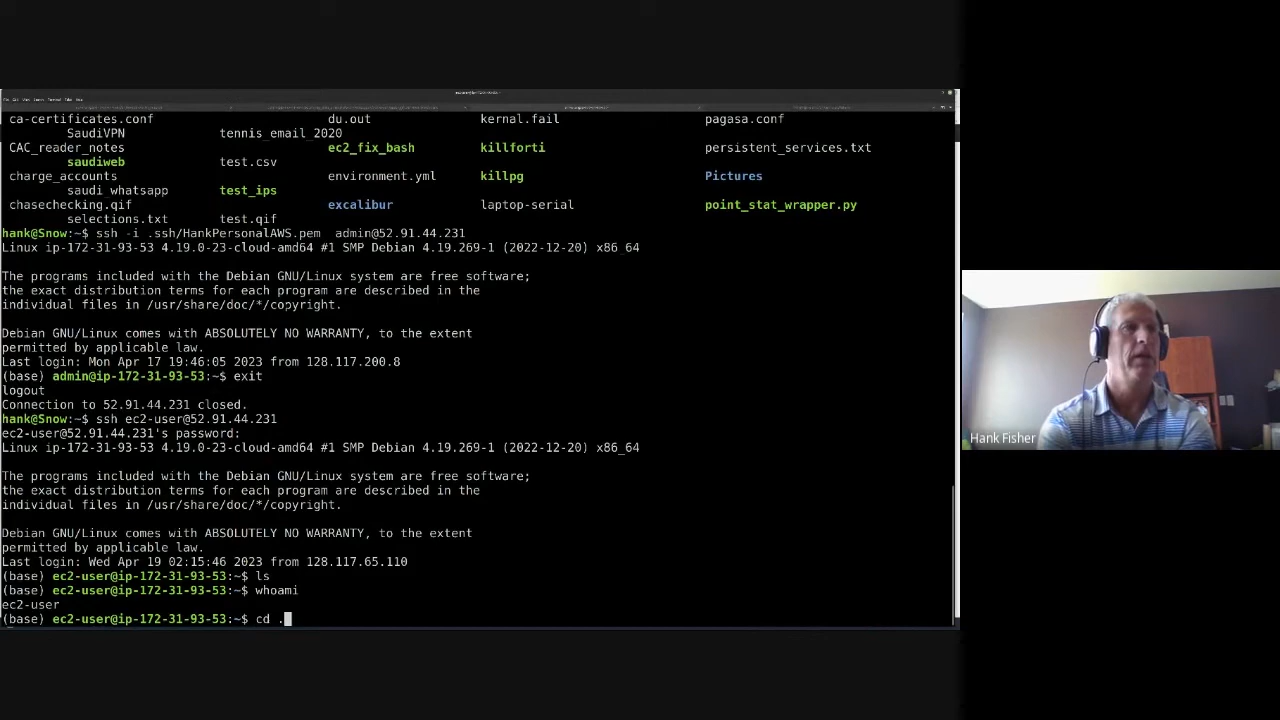 ca-certificates.conf du.out kernal.fail pagasa.conf
SaudiVPN tennis_email_2020
CAC_reader_notes ec2_fix_bash killforti persistent_services.txt
saudiweb test.csv
charge_accounts environment.yml killpg Pictures
saudi_whatsapp test_ips
chasechecking.qif excalibur laptop-serial point_stat_wrapper.py
selections.txt test.qif
hank@Snow:~$ ssh -i .ssh/HankPersonalAWS.pem  admin@52.91.44.231
Linux ip-172-31-93-53 4.19.0-23-cloud-amd64 #1 SMP Debian 4.19.269-1 (2022-12-20) x86_64
The programs included with the Debian GNU/Linux system are free software;
the exact distribution terms for each program are described in the
individual files in /usr/share/doc/*/copyright.
Debian GNU/Linux comes with ABSOLUTELY NO WARRANTY, to the extent
permitted by applicable law.
Last login: Mon Apr 17 19:46:05 2023 from 128.117.200.8
(base) admin@ip-172-31-93-53:~$ exit
logout
Connection to 52.91.44.231 closed.
hank@Snow:~$ ssh ec2-user@52.91.44.231
ec2-user@52.91.44.231's password:
Linux ip-172-31-93-53 4.19.0-23-cloud-amd64 #1 SMP Debian 4.19.269-1 (2022-12-20) x86_64
The programs included with the Debian GNU/Linux system are free software;
the exact distribution terms for each program are described in the
individual files in /usr/share/doc/*/copyright.
Debian GNU/Linux comes with ABSOLUTELY NO WARRANTY, to the extent
permitted by applicable law.
Last login: Wed Apr 19 02:15:46 2023 from 128.117.65.110
(base) ec2-user@ip-172-31-93-53:~$ ls
(base) ec2-user@ip-172-31-93-53:~$ whoami
ec2-user
(base) ec2-user@ip-172-31-93-53:~$ cd .
Hank Fisher